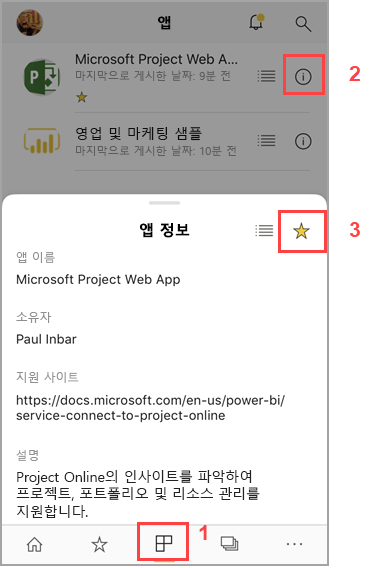 앱
Microsoft Project Web A...
마지막으로 게시한 날짜: 9분 전
2
영업 및 마케팅 샘플
마지막으로 게시한 날짜: 10분 전
앱 정보
3
앱 이름
Microsoft Project Web App
소유자
Paul Inbar
지원 사이트
https://docs.microsoft.com/en-us/power-bi/
service-connect-to-project-online
설명
Project Online의 인사이트를 파악하여
프로젝트, 포트폴리오 및 리소스 관리를
지원합니다.
1